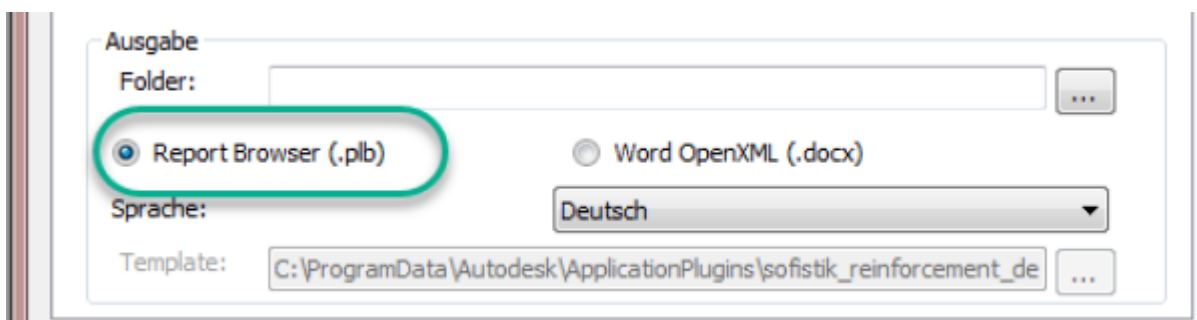 Ausgabe
Folder:
...
Report Browser (.plb) Word OpenXML (.docx)
Sprache: Deutsch
Template: C:\ProgramData\Autodesk\ApplicationPlugins\sofistik_reinforcement_de ...